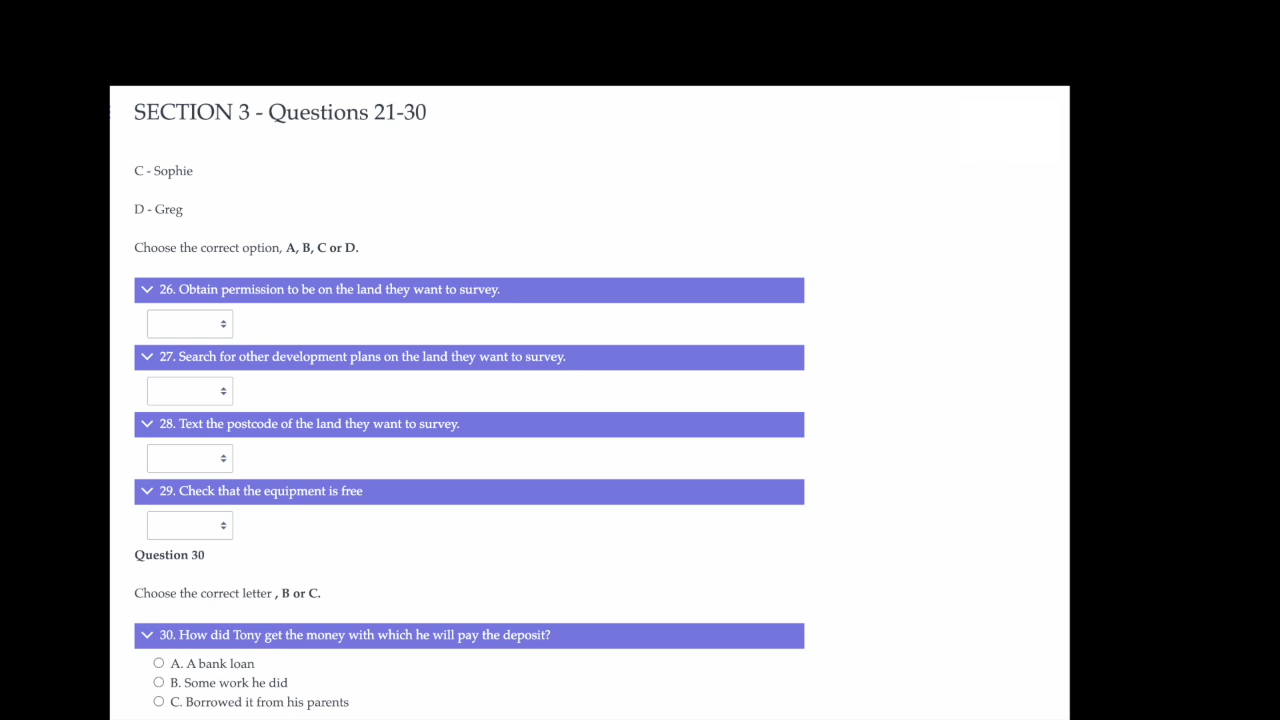 SECTION 3 - Questions 21-30
C - Sophie
D - Greg
Choose the correct option, A, B, C or D.
26. Obtain permission to be on the land they want to survey.
27. Search for other development plans on the land they want to survey.
28. Text the postcode of the land they want to survey.
29. Check that the equipment is free
Question 30
Choose the correct letter , B or C.
30. How did Tony get the money with which he will pay the deposit?
A. A bank loan
B. Some work he did
C. Borrowed it from his parents